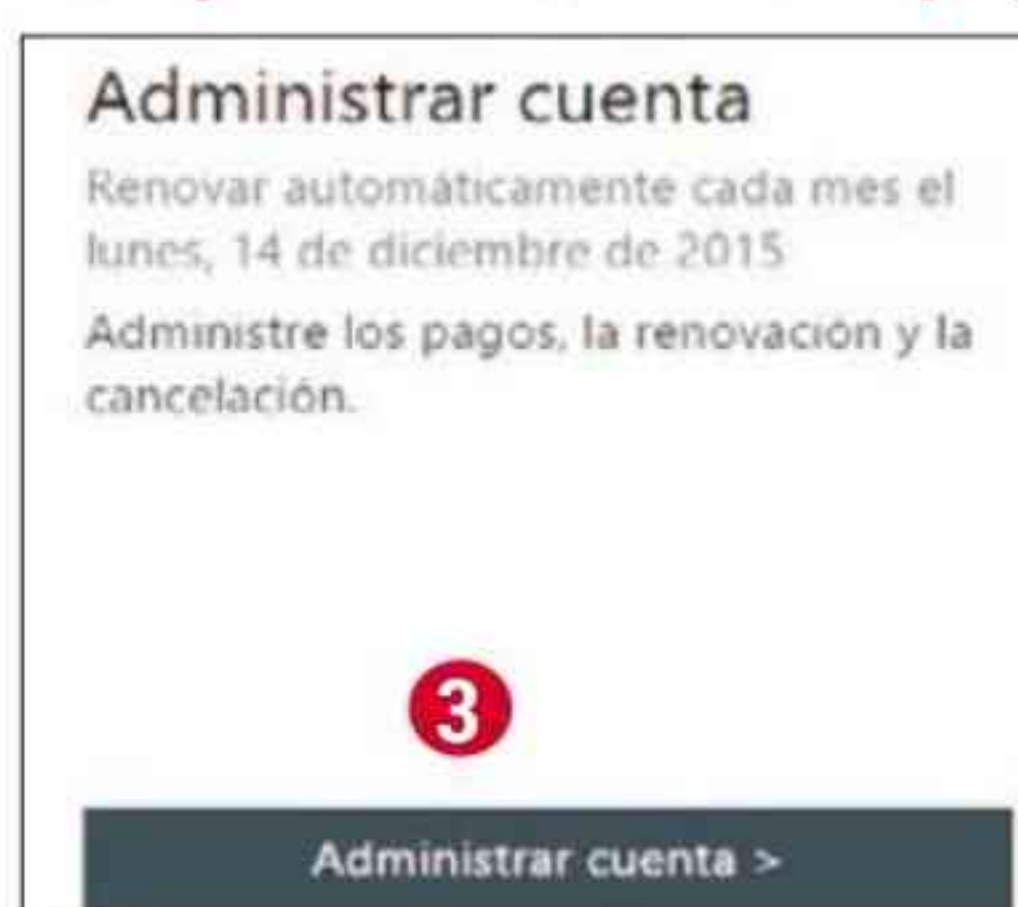 Administrar cuenta
Renovar automáticamente cada mes el
lunes, 14 de diciembre de 2015
Administre los pagos, la renovación y la
cancelación.
3
Administrar cuenta >